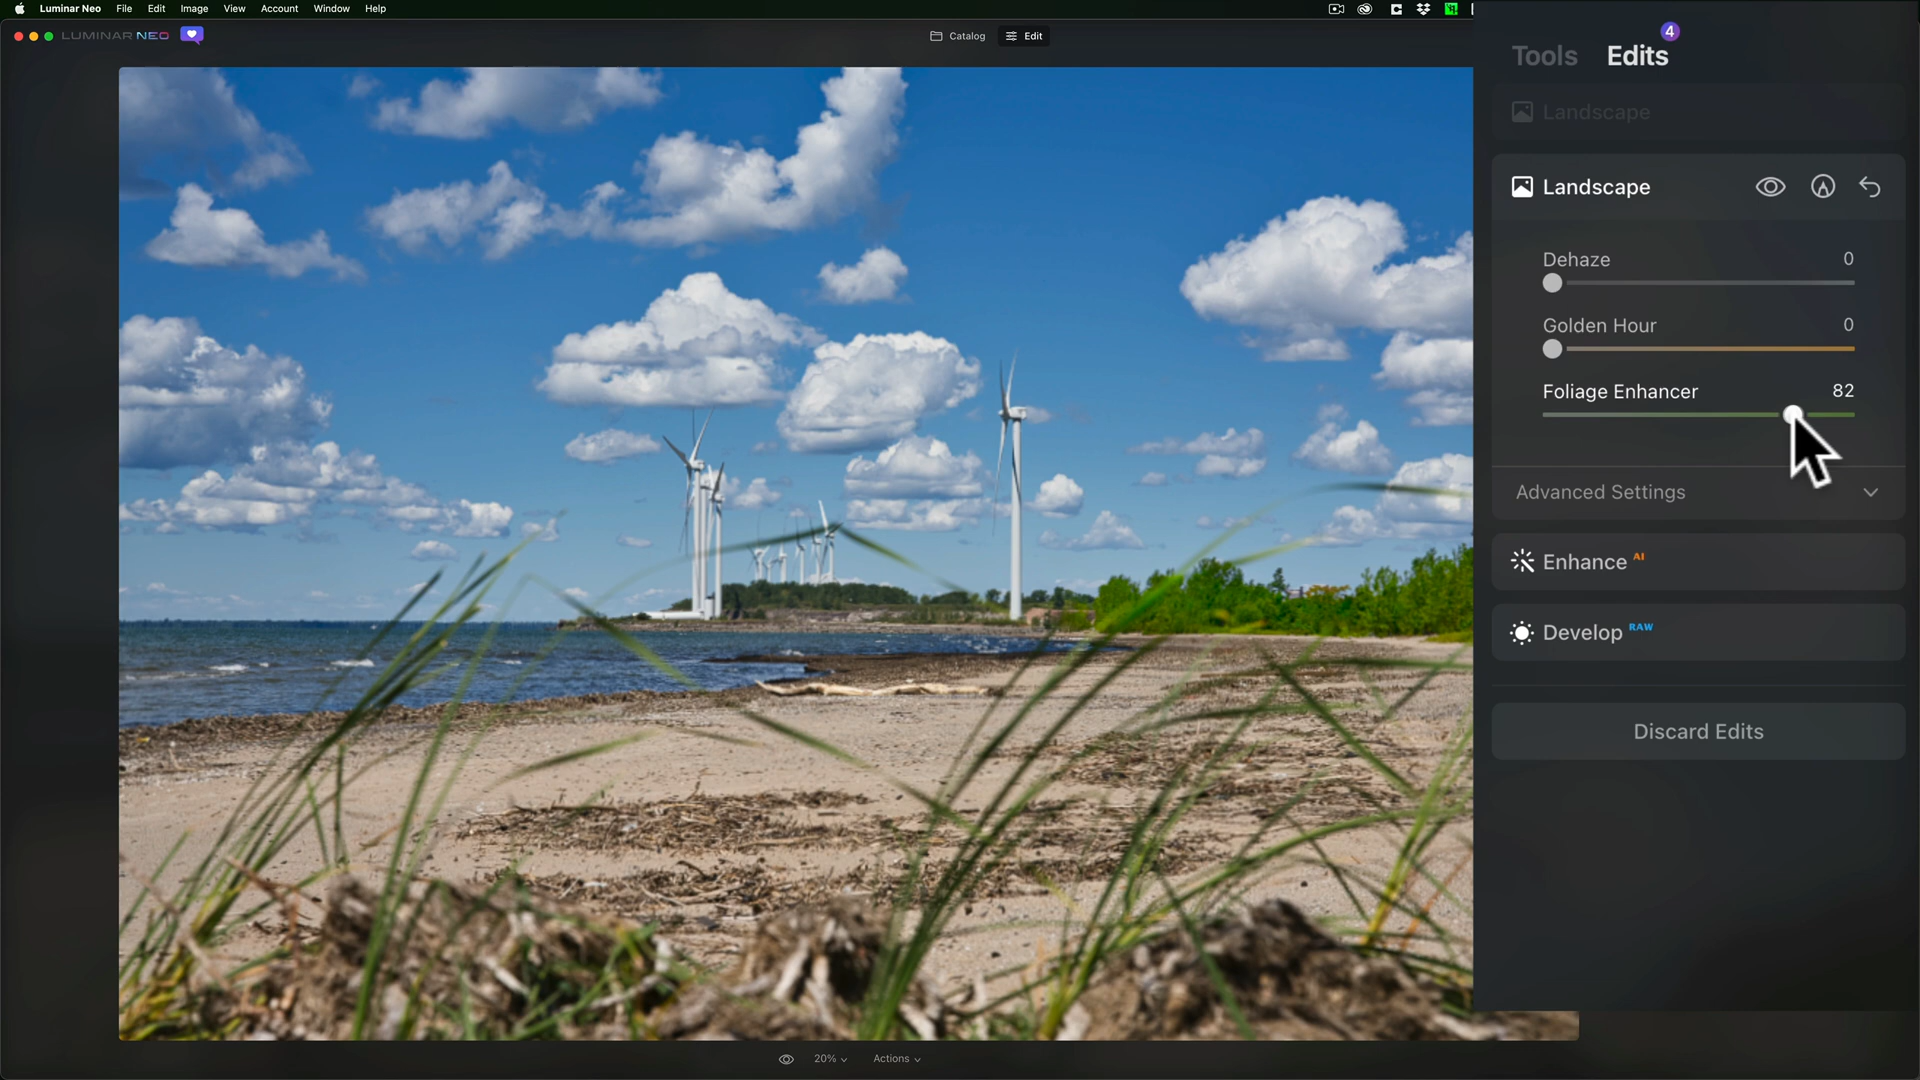 Luminar Neo File Edit Image View Account Window Help
LUMINAR NEO
Catalog Edit
4
Tools Edits
Landscape
Landscape
Dehaze 0
Golden Hour 0
Foliage Enhancer 82
Advanced Settings
Enhance AI
Develop RAW
Discard Edits
20% Actions